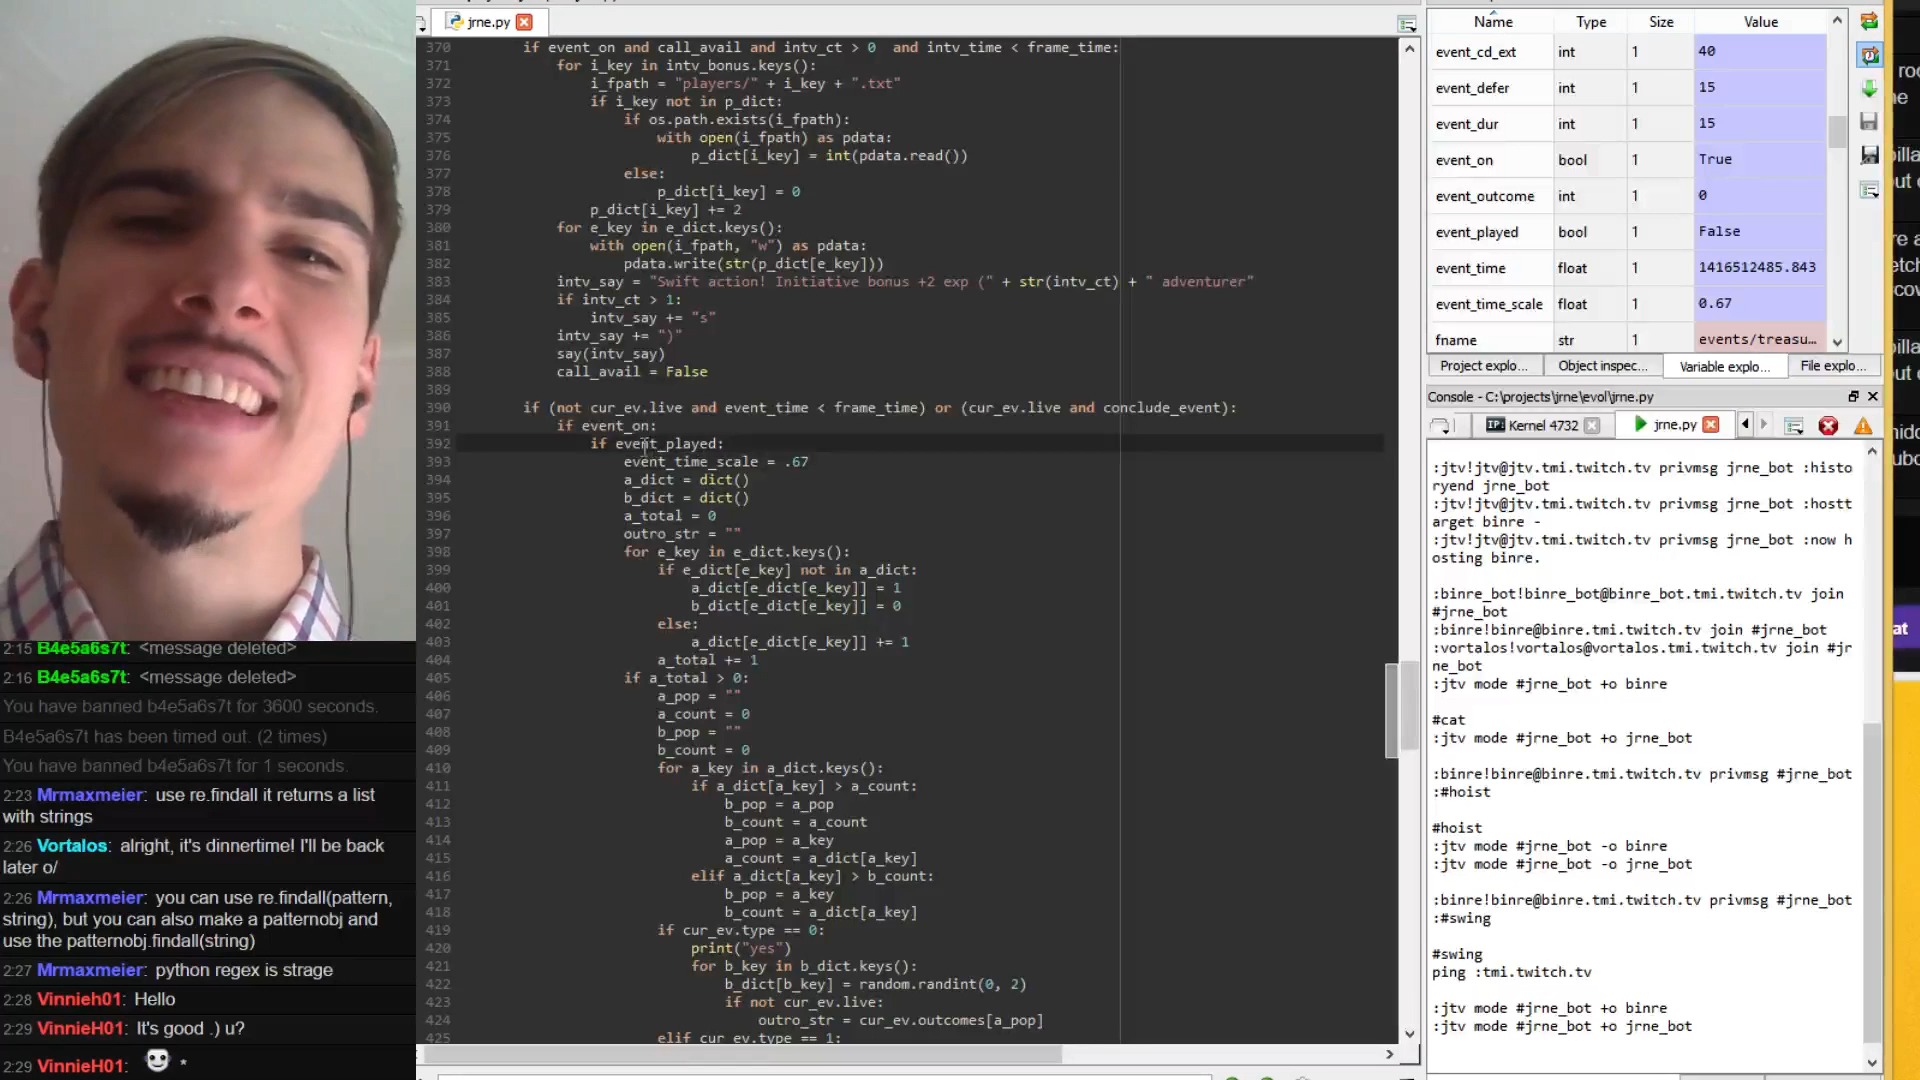 jrne.py
370 if event_on and call_avail and intv_ct > 0  and intv_time < frame_time:
371 for i_key in intv_bonus.keys():
372 i_fpath = "players/" + i_key + ".txt"
373 if i_key not in p_dict:
374 if os.path.exists(i_fpath):
375 with open(i_fpath) as pdata:
376 p_dict[i_key] = int(pdata.read())
377 else:
378 p_dict[i_key] = 0
379 p_dict[i_key] += 2
380 for e_key in e_dict.keys():
381 with open(i_fpath, "w") as pdata:
382 pdata.write(str(p_dict[e_key]))
383 intv_say = "Swift action! Initiative bonus +2 exp (" + str(intv_ct) + " adventurer"
384 if intv_ct > 1:
385 intv_say += "s"
386 intv_say += ")"
387 say(intv_say)
388 call_avail = False
389
390 if (not cur_ev.live and event_time < frame_time) or (cur_ev.live and conclude_event):
391 if event_on:
392 if event_played:
393 event_time_scale = .67
394 a_dict = dict()
395 b_dict = dict()
396 a_total = 0
397 outro_str = ""
398 for e_key in e_dict.keys():
399 if e_dict[e_key] not in a_dict:
400 a_dict[e_dict[e_key]] = 1
401 b_dict[e_dict[e_key]] = 0
402 else:
403 a_dict[e_dict[e_key]] += 1
404 a_total += 1
405 if a_total > 0:
406 a_pop = ""
407 a_count = 0
408 b_pop = ""
409 b_count = 0
410 for a_key in a_dict.keys():
411 if a_dict[a_key] > a_count:
412 b_pop = a_pop
413 b_count = a_count
414 a_pop = a_key
415 a_count = a_dict[a_key]
416 elif a_dict[a_key] > b_count:
417 b_pop = a_key
418 b_count = a_dict[a_key]
419 if cur_ev.type == 0:
420 print("yes")
421 for b_key in b_dict.keys():
422 b_dict[b_key] = random.randint(0, 2)
423 if not cur_ev.live:
424 outro_str = cur_ev.outcomes[a_pop]
425 elif cur_ev.type == 1:
Name Type Size Value
event_cd_ext int 1 40
event_defer int 1 15
event_dur int 1 15
event_on bool 1 True
event_outcome int 1 0
event_played bool 1 False
event_time float 1 1416512485.843
event_time_scale float 1 0.67
fname str 1 events/treasu...
Project explo... Object inspec... Variable explo... File explo...
Console - C:\projects\jrne\evol\jrne.py
IP: Kernel 4732 jrne.py
:jtv!jtv@jtv.tmi.twitch.tv privmsg jrne_bot :histo
ryend jrne_bot
:jtv!jtv@jtv.tmi.twitch.tv privmsg jrne_bot :hostt
arget binre -
:jtv!jtv@jtv.tmi.twitch.tv privmsg jrne_bot :now h
osting binre.
:binre_bot!binre_bot@binre_bot.tmi.twitch.tv join
#jrne_bot
:binre!binre@binre.tmi.twitch.tv join #jrne_bot
:vortalos!vortalos@vortalos.tmi.twitch.tv join #jr
ne_bot
:jtv mode #jrne_bot +o binre
#cat
:jtv mode #jrne_bot +o jrne_bot
:binre!binre@binre.tmi.twitch.tv privmsg #jrne_bot
:#hoist
#hoist
:jtv mode #jrne_bot -o binre
:jtv mode #jrne_bot -o jrne_bot
:binre!binre@binre.tmi.twitch.tv privmsg #jrne_bot
:#swing
#swing
ping :tmi.twitch.tv
:jtv mode #jrne_bot +o binre
:jtv mode #jrne_bot +o jrne_bot
2:15 B4e5a6s7t: <message deleted>
2:16 B4e5a6s7t: <message deleted>
You have banned b4e5a6s7t for 3600 seconds.
B4e5a6s7t has been timed out. (2 times)
You have banned b4e5a6s7t for 1 seconds.
2:23 Mrmaxmeier: use re.findall it returns a list
with strings
2:26 Vortalos: alright, it's dinnertime! I'll be back
later o/
2:26 Mrmaxmeier: you can use re.findall(pattern,
string), but you can also make a patternobj and
use the patternobj.findall(string)
2:27 Mrmaxmeier: python regex is strage
2:28 Vinnieh01: Hello
2:29 VinnieH01: It's good .) u?
2:29 VinnieH01: *